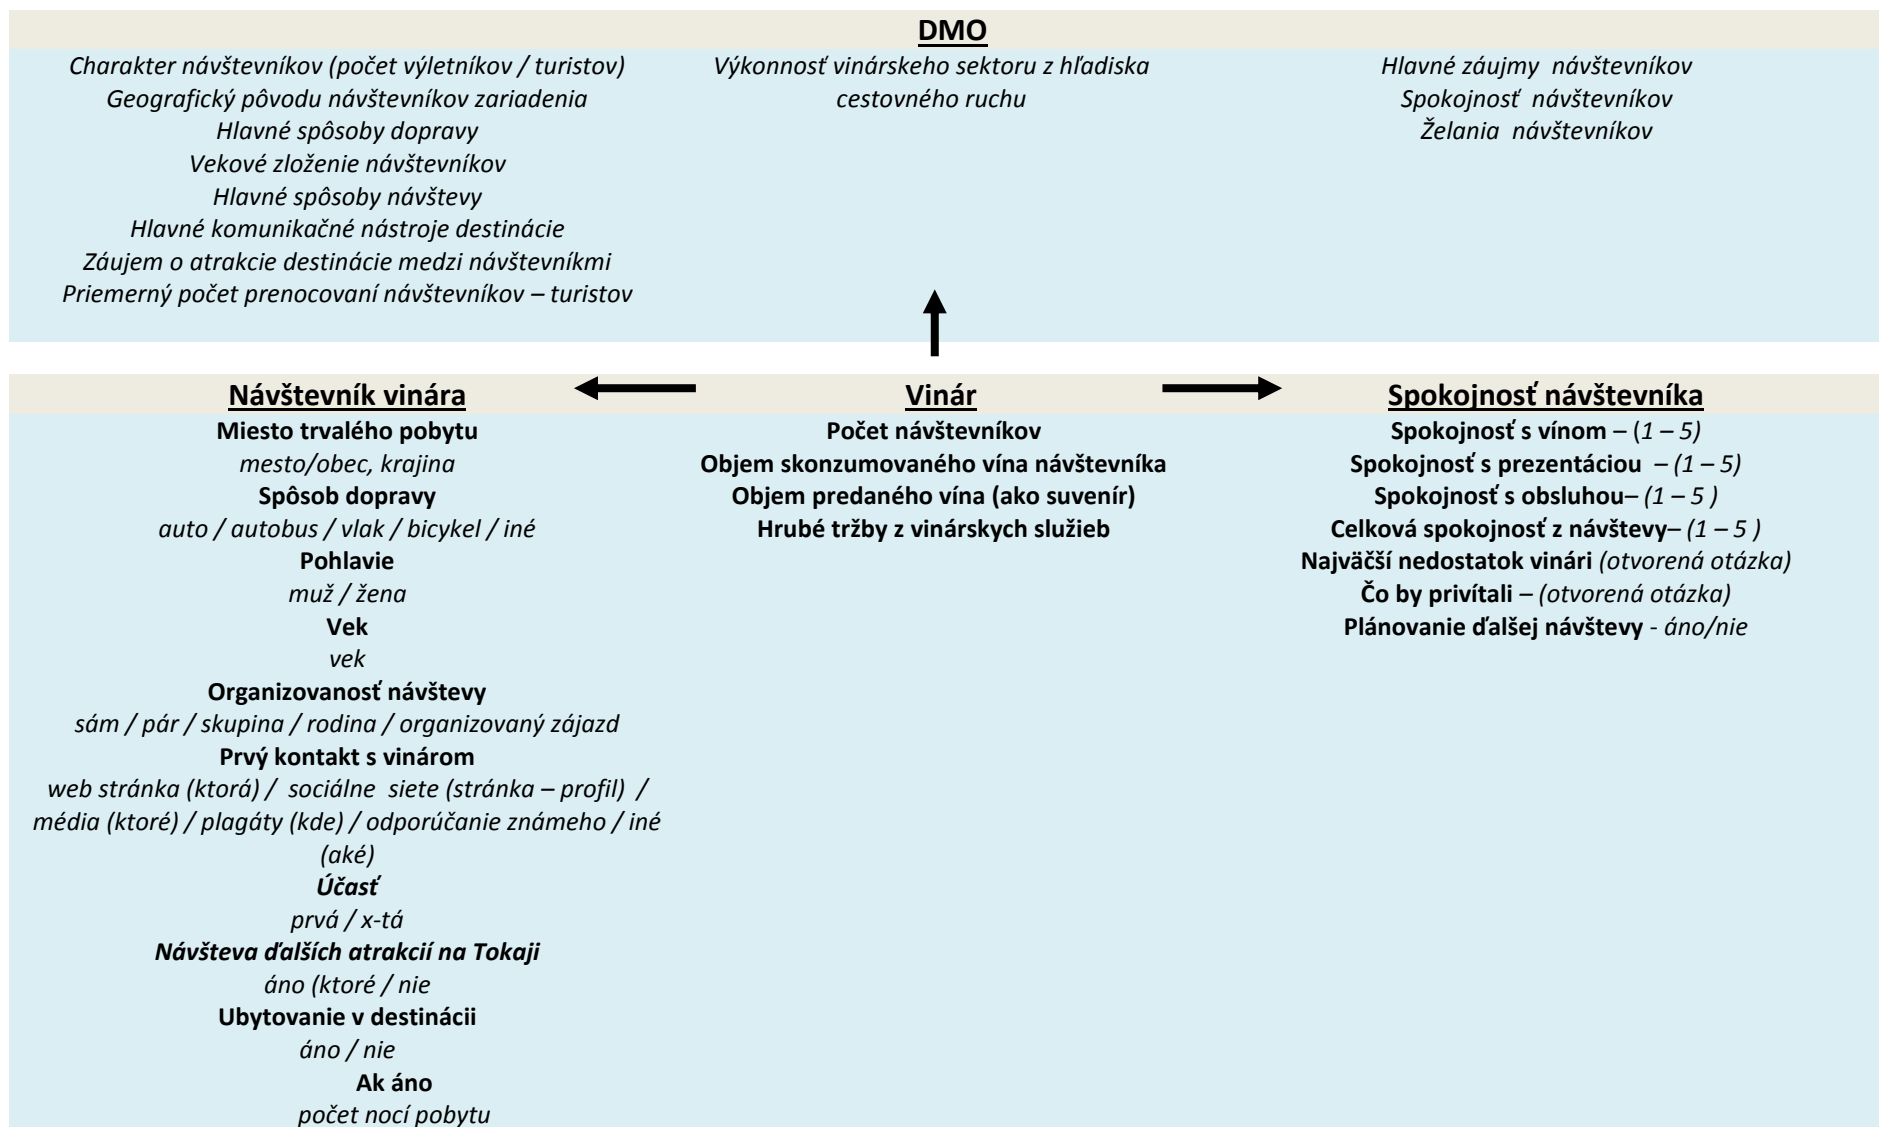 DMO
Charakter návštevníkov (počet výletníkov / turistov)
Geografický pôvodu návštevníkov zariadenia
Hlavné spôsoby dopravy
Vekové zloženie návštevníkov
Hlavné spôsoby návštevy
Hlavné komunikačné nástroje destinácie
Záujem o atrakcie destinácie medzi návštevníkmi
Priemerný počet prenocovaní návštevníkov – turistov
Výkonnosť vinárskeho sektoru z hľadiska
cestovného ruchu
Hlavné záujmy návštevníkov
Spokojnosť návštevníkov
Želania návštevníkov
Návštevník vinára
Miesto trvalého pobytu
mesto/obec, krajina
Spôsob dopravy
auto / autobus / vlak / bicykel / iné
Pohlavie
muž / žena
Vek
vek
Organizovanosť návštevy
sám / pár / skupina / rodina / organizovaný zájazd
Prvý kontakt s vinárom
web stránka (ktorá) / sociálne siete (stránka – profil) /
média (ktoré) / plagáty (kde) / odporúčanie známeho / iné
(aké)
Účasť
prvá / x-tá
Návšteva ďalších atrakcií na Tokaji
áno (ktoré / nie
Ubytovanie v destinácii
áno / nie
Ak áno
počet nocí pobytu
Vinár
Počet návštevníkov
Objem skonzumovaného vína návštevníka
Objem predaného vína (ako suvenír)
Hrubé tržby z vinárskych služieb
Spokojnosť návštevníka
Spokojnosť s vínom – (1 – 5)
Spokojnosť s prezentáciou – (1 – 5)
Spokojnosť s obsluhou– (1 – 5 )
Celková spokojnosť z návštevy– (1 – 5 )
Najväčší nedostatok vinári (otvorená otázka)
Čo by privítali – (otvorená otázka)
Plánovanie ďalšej návštevy - áno/nie